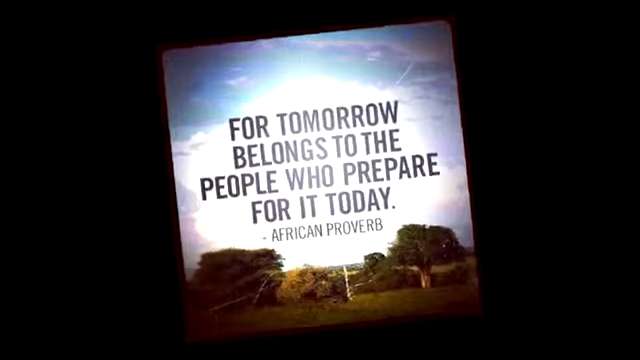 FOR TOMORROW
BELONGS TO THE
PEOPLE WHO PREPARE
FOR IT TODAY.
- AFRICAN PROVERB